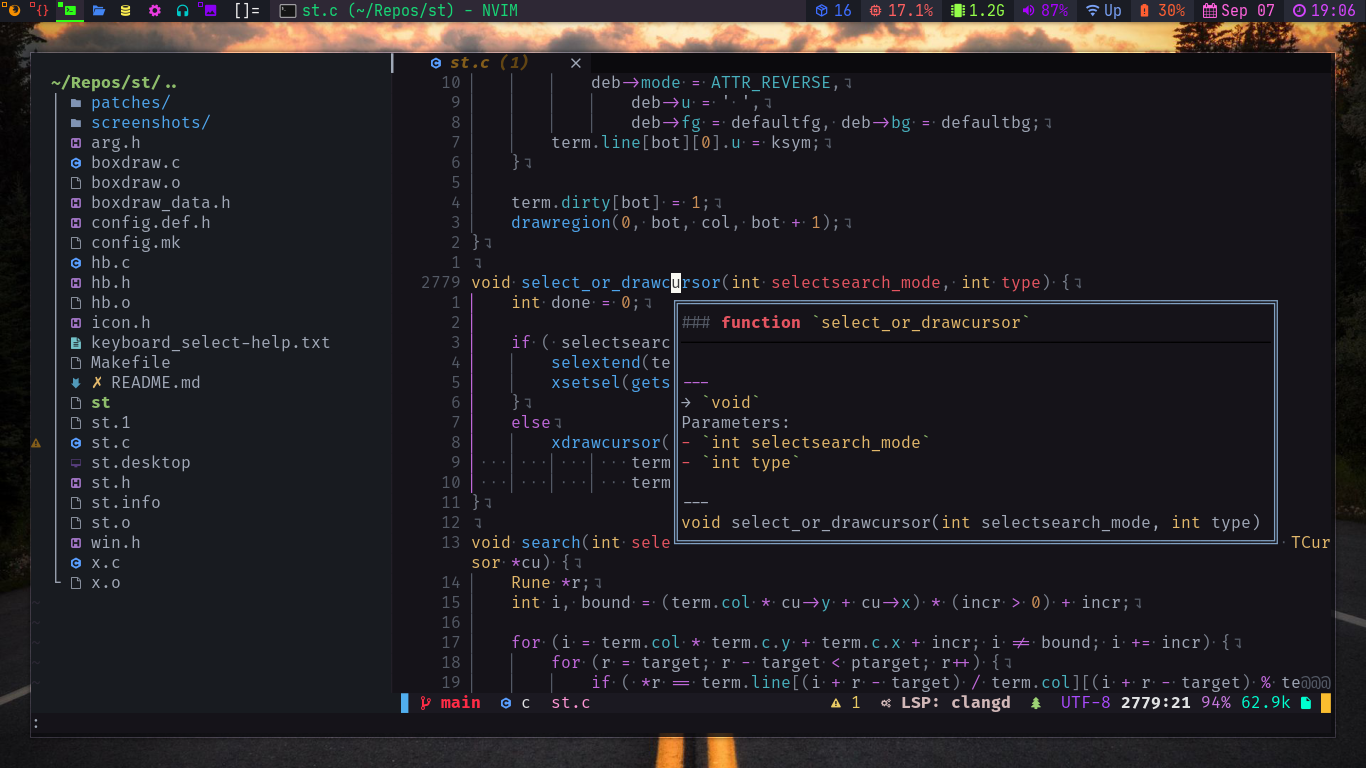 []= st.c (~/Repos/st) - NVIM 16 17.1% 1.2G 87% Up 30% Sep 07 19:06
~/Repos/st/..
patches/
screenshots/
arg.h
boxdraw.c
boxdraw.o
boxdraw_data.h
config.def.h
config.mk
hb.c
hb.h
hb.o
icon.h
keyboard_select-help.txt
Makefile
✗ README.md
st
st.1
st.c
st.desktop
st.h
st.info
st.o
win.h
x.c
x.o
st.c (1) ×
10 deb->mode = ATTR_REVERSE,
9 deb->u = ' ',
8 deb->fg = defaultfg, deb->bg = defaultbg;
7 term.line[bot][0].u = ksym;
6 }
5
4 term.dirty[bot] = 1;
3 drawregion(0, bot, col, bot + 1);
2 }
1
2779 void select_or_drawcursor(int selectsearch_mode, int type) {
1 int done = 0;
2
3 if ( selectsearc
4 selextend(te
5 xsetsel(gets
6 }
7 else
8 xdrawcursor(
9 term
10 term
11 }
12
13 void search(int sele TCur
sor *cu) {
14 Rune *r;
15 int i, bound = (term.col * cu->y + cu->x) * (incr > 0) + incr;
16
17 for (i = term.col * term.c.y + term.c.x + incr; i != bound; i += incr) {
18 for (r = target; r - target < ptarget; r++) {
19 if ( *r == term.line[(i + r - target) / term.col][(i + r - target) % te@@@
### function `select_or_drawcursor`
---
→ `void`
Parameters:
- `int selectsearch_mode`
- `int type`
---
void select_or_drawcursor(int selectsearch_mode, int type)
main c st.c 1 LSP: clangd UTF-8 2779:21 94% 62.9k
: